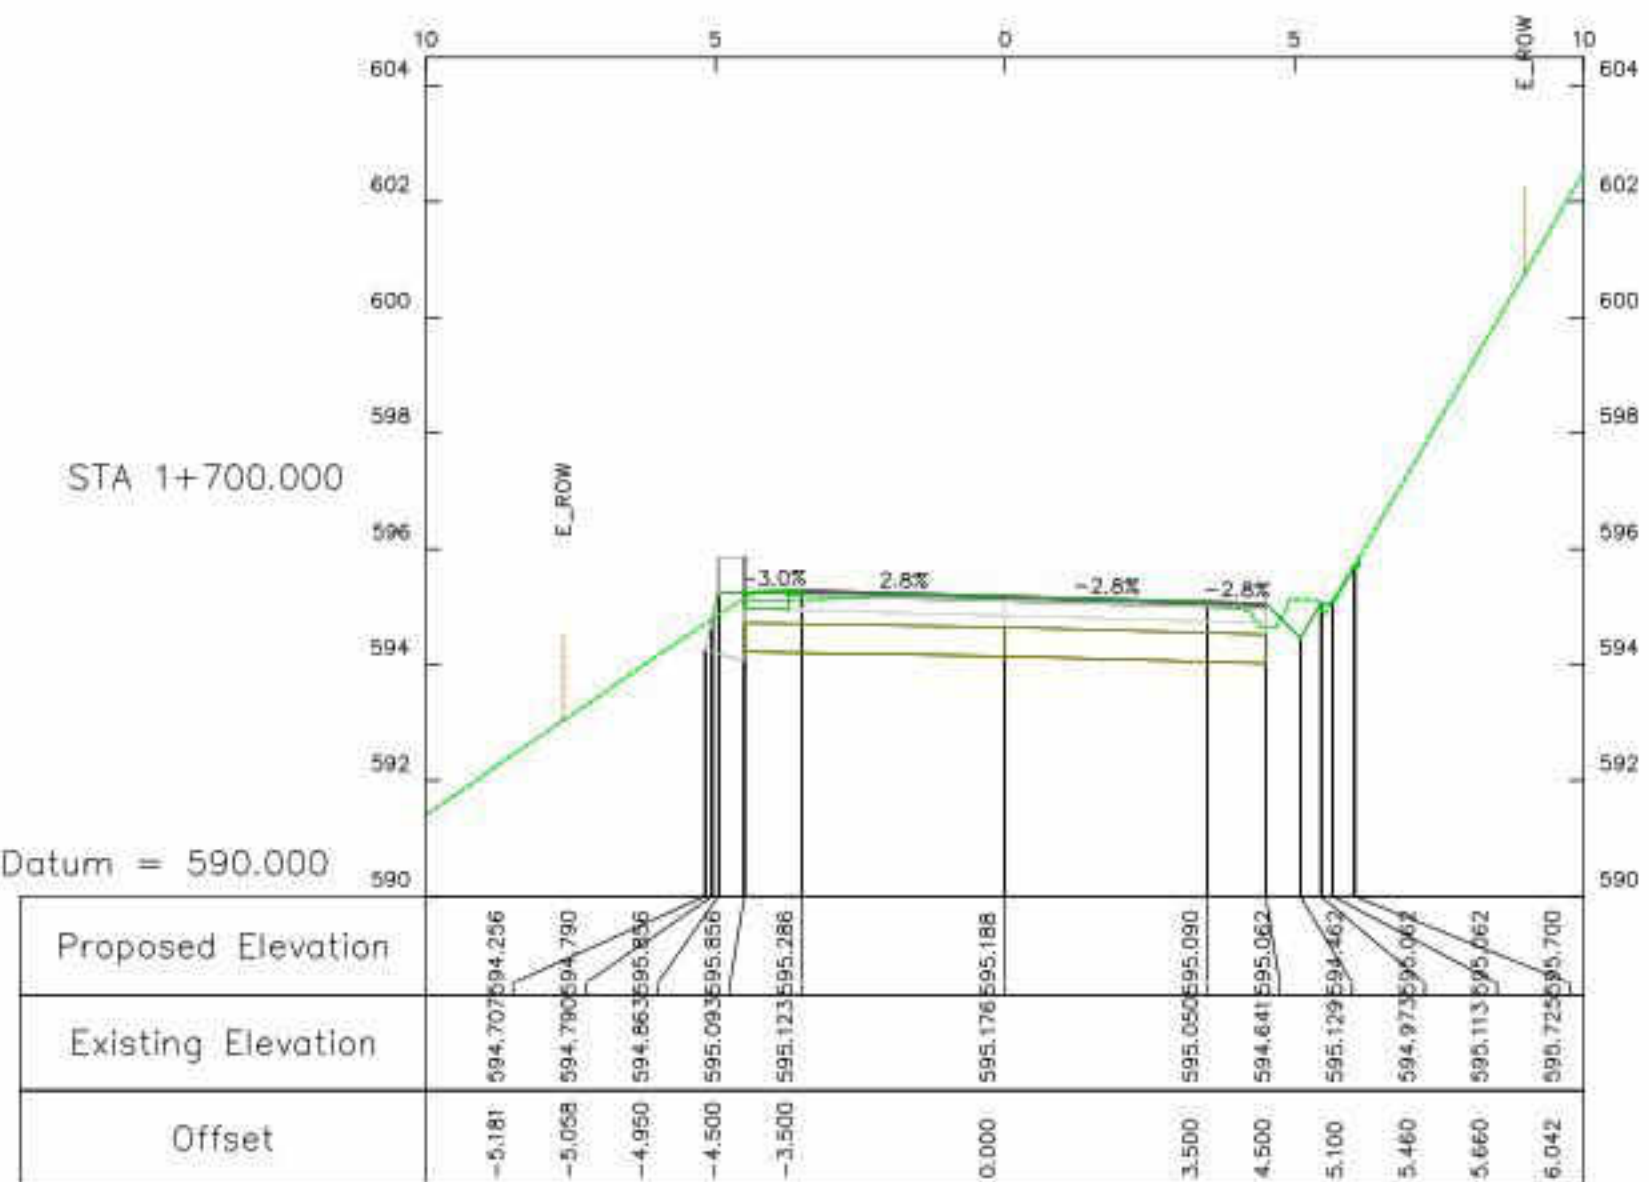 10 5 0 5 10
E_ROW
604 604
602 602
600 600
598 598
STA 1+700.000
E_ROW
596 596
-3.0% 2.8% -2.8% -2.8%
594 594
592 592
Datum = 590.000
590 590
Proposed Elevation 594.256 594.790 595.856 595.856 595.286 595.188 595.090 595.062 594.462 595.062 595.062 595.700
Existing Elevation 594.707 594.790 594.863 595.093 595.123 595.176 595.050 594.641 595.129 594.973 595.113 595.725
Offset -5.181 -5.058 -4.950 -4.500 -3.500 0.000 3.500 4.500 5.100 5.460 5.660 6.042